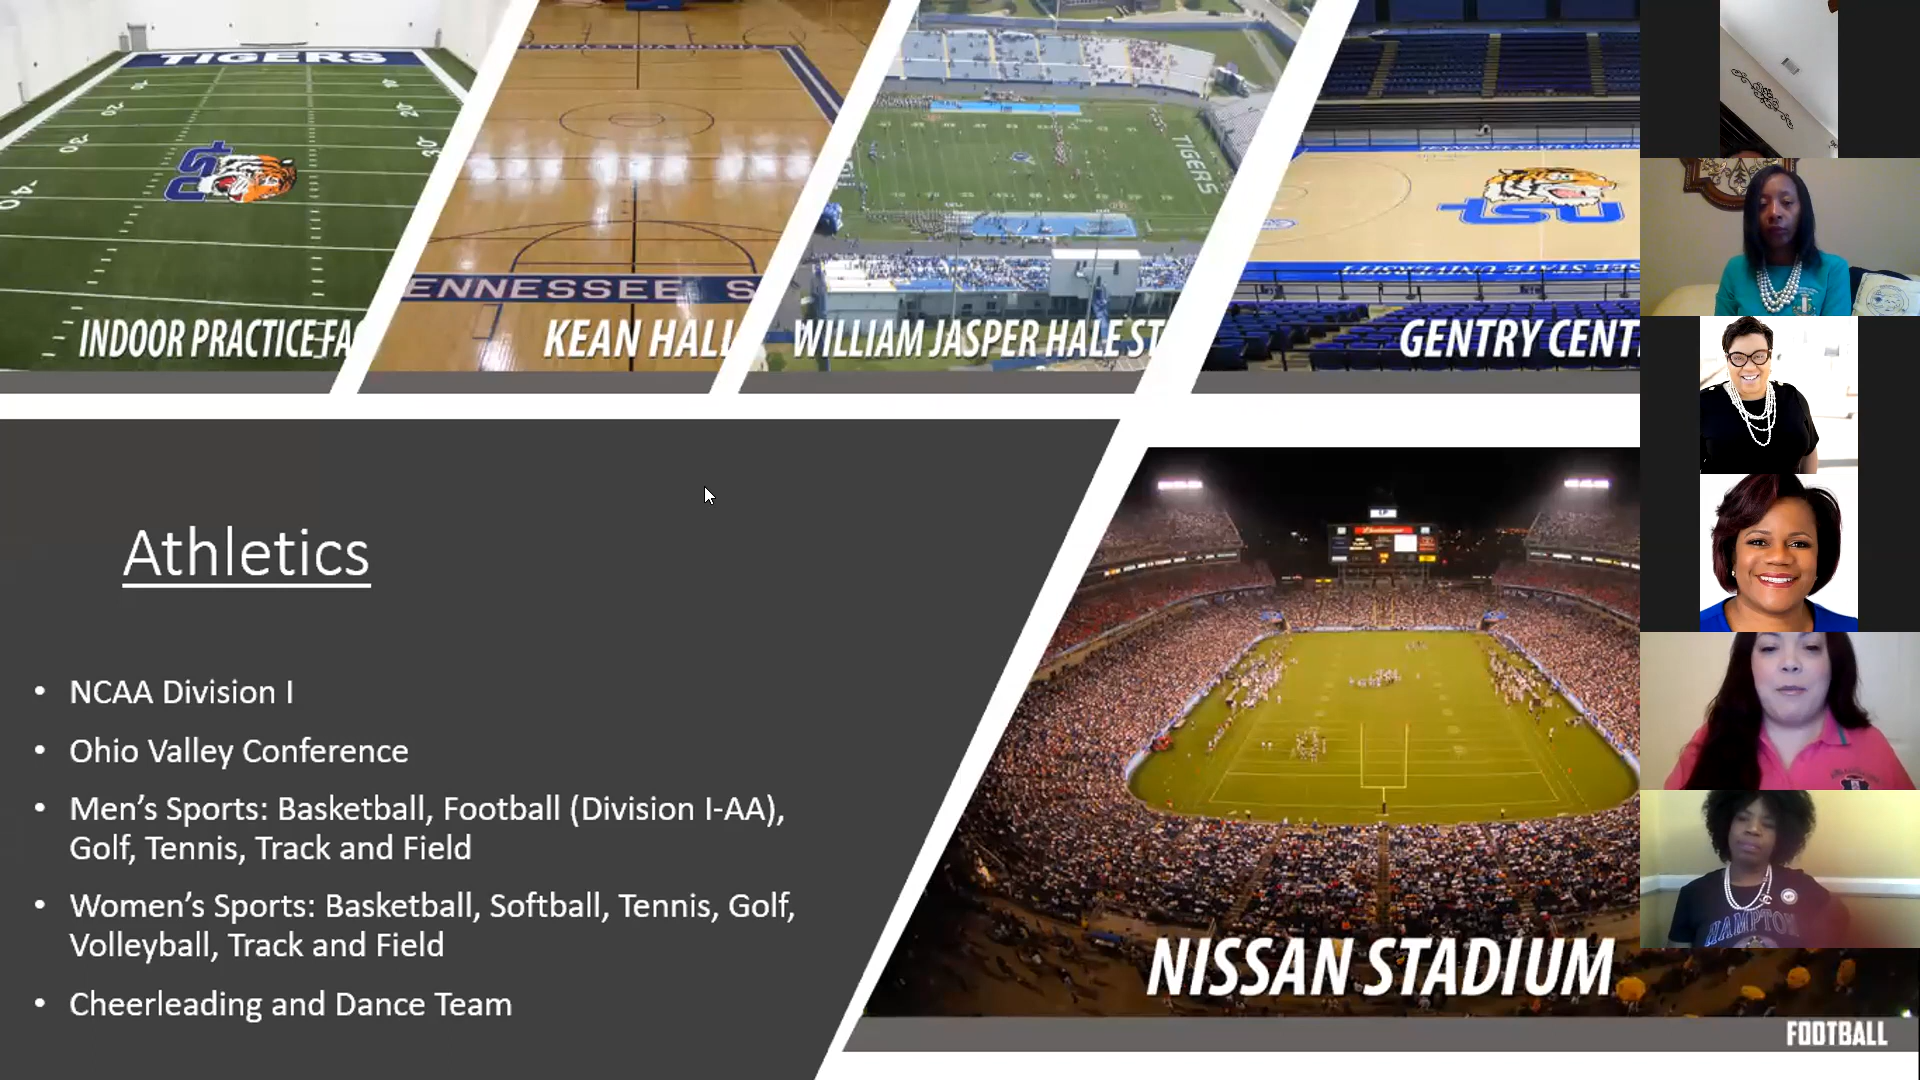 TIGERS
TSU
ENNESSEE S
TIGERS
tsu
INDOOR PRACTICE FA
KEAN HALL
WILLIAM JASPER HALE ST
GENTRY CENT
Athletics
• NCAA Division I
• Ohio Valley Conference
• Men’s Sports: Basketball, Football (Division I-AA),
Golf, Tennis, Track and Field
• Women’s Sports: Basketball, Softball, Tennis, Golf,
Volleyball, Track and Field
• Cheerleading and Dance Team
NISSAN STADIUM
FOOTBALL
HAMPTON